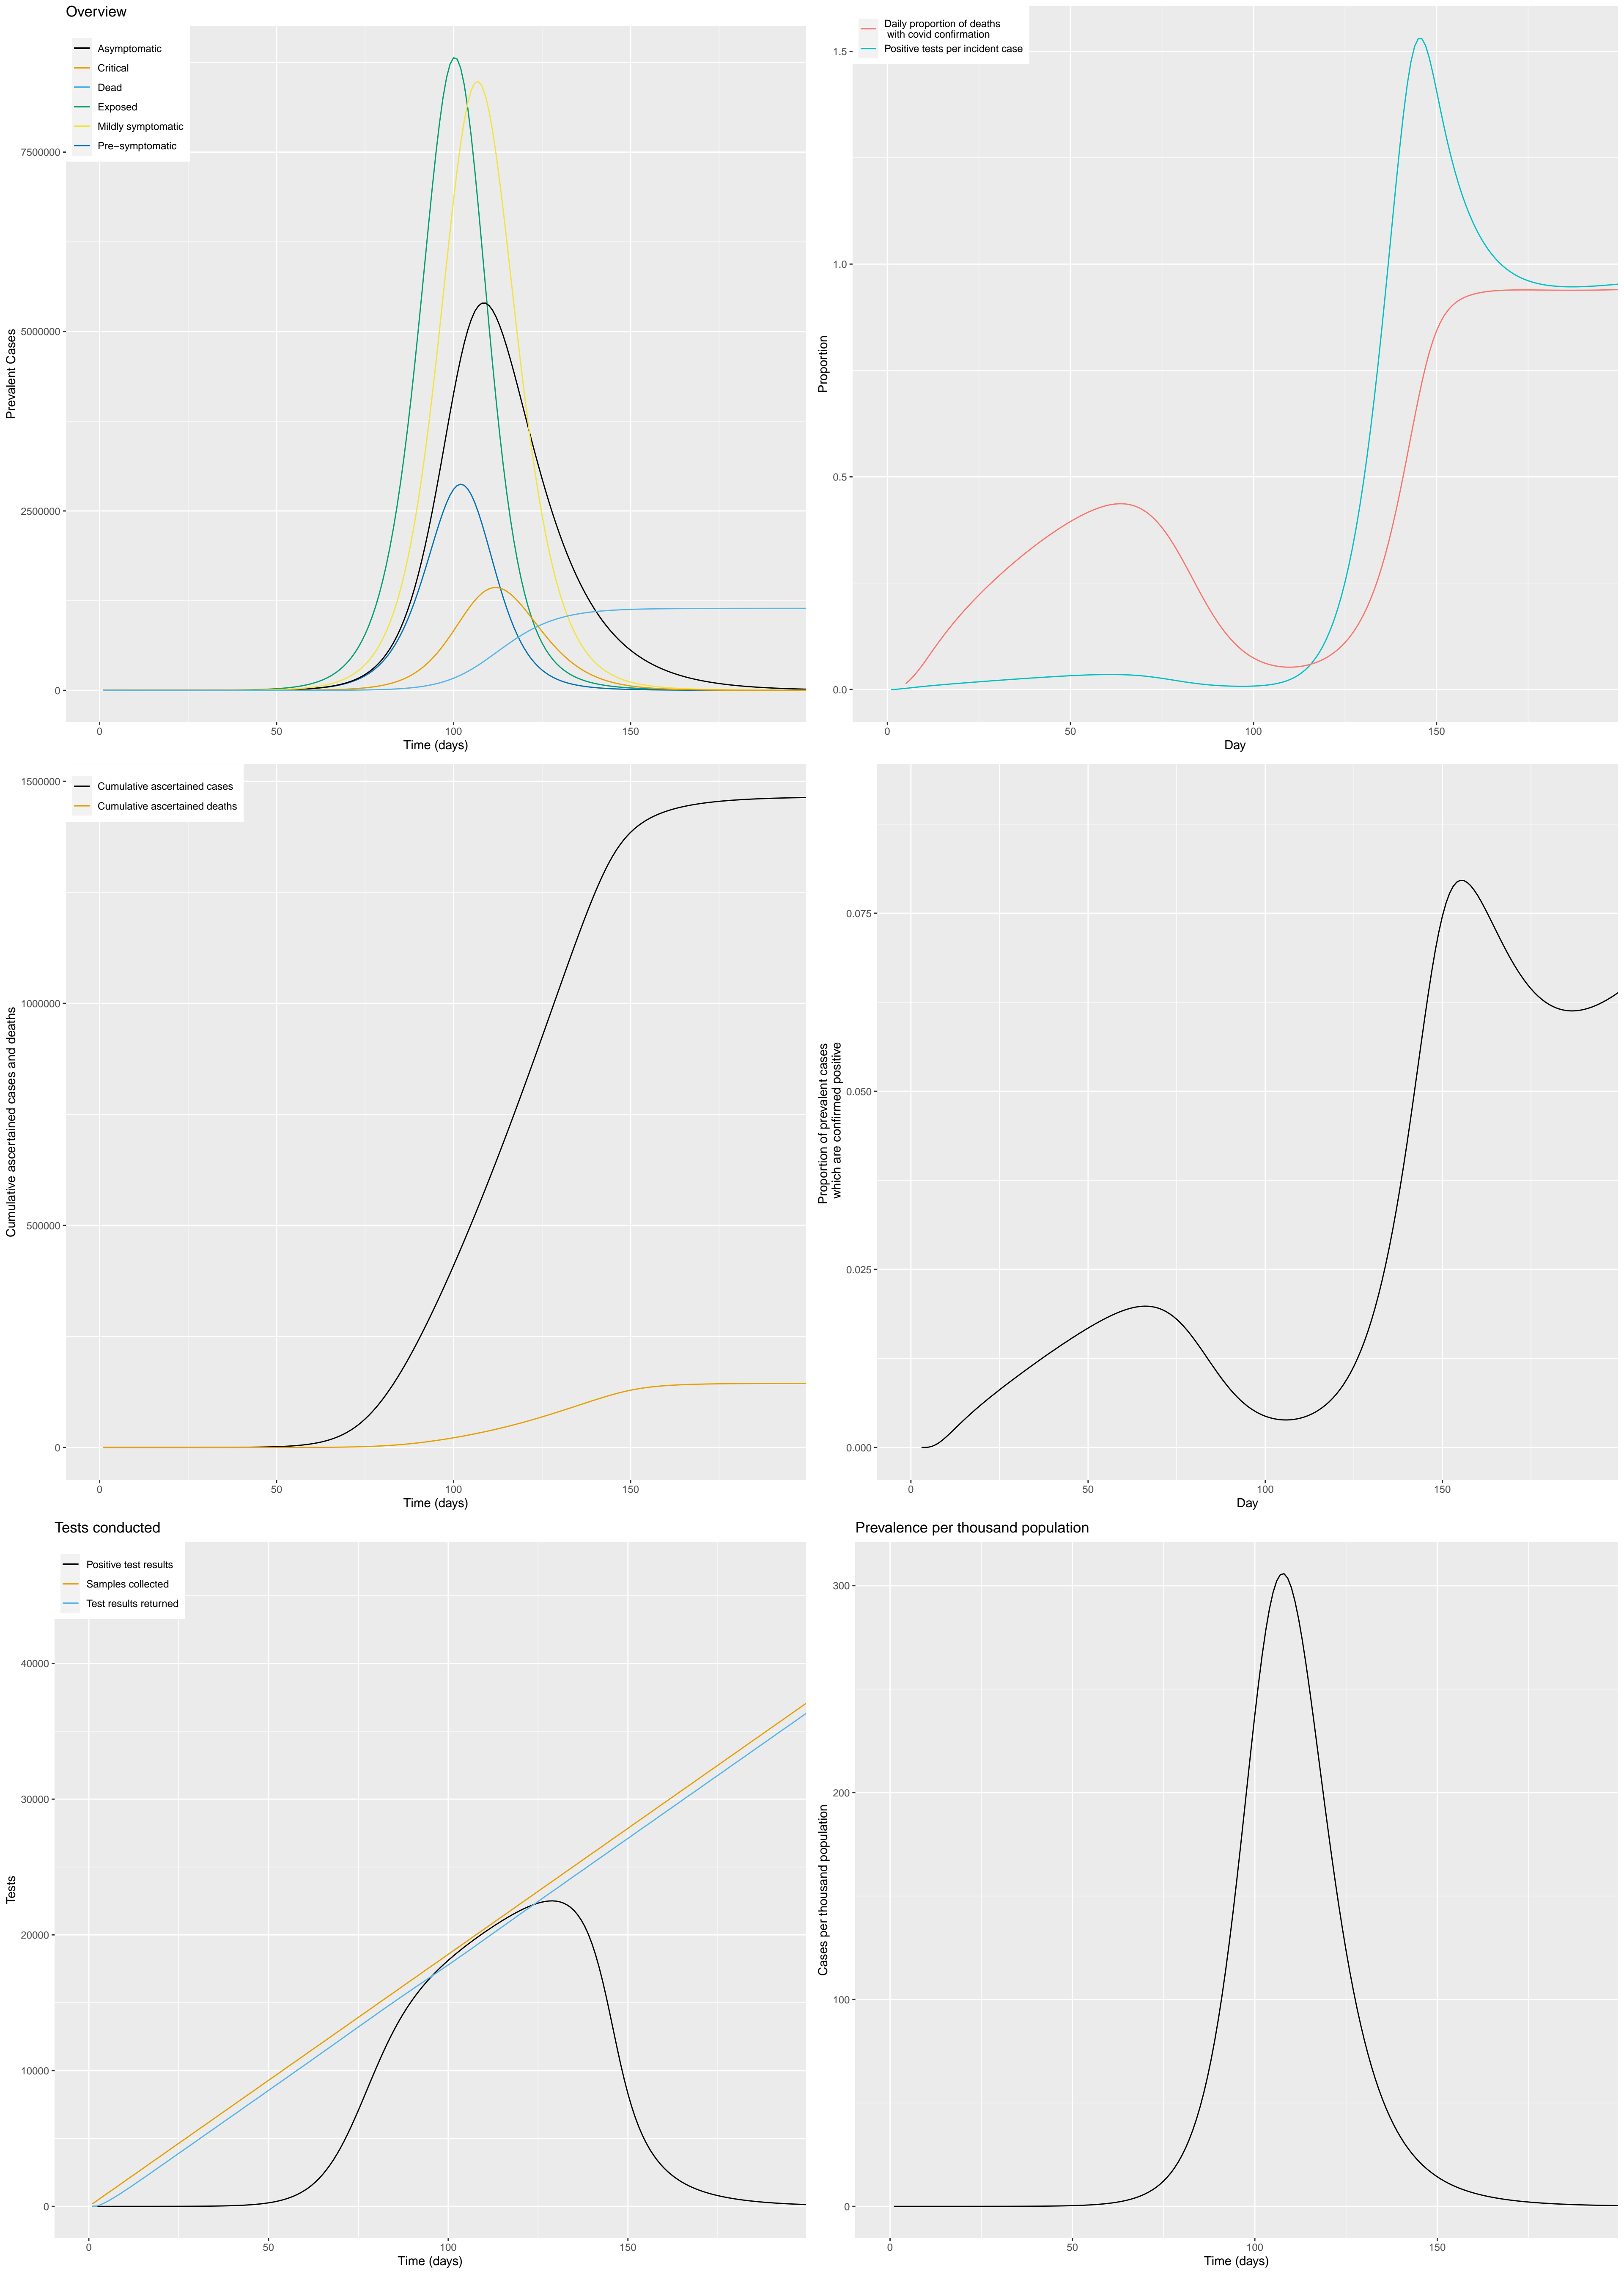 Overview
Asymptomatic
Critical
Dead
Exposed
Mildly symptomatic
Pre−symptomatic
Prevalent Cases
7500000
5000000
2500000
0
0
50
100
150
Time (days)
Daily proportion of deaths
with covid confirmation
Positive tests per incident case
Proportion
1.5
1.0
0.5
0.0
0
50
100
150
Day
Cumulative ascertained cases
Cumulative ascertained deaths
Cumulative ascertained cases and deaths
1500000
1000000
500000
0
0
50
100
150
Time (days)
Proportion of prevalent cases
which are confirmed positive
0.075
0.050
0.025
0.000
0
50
100
150
Day
Tests conducted
Positive test results
Samples collected
Test results returned
Tests
40000
30000
20000
10000
0
0
50
100
150
Time (days)
Prevalence per thousand population
Cases per thousand population
300
200
100
0
0
50
100
150
Time (days)